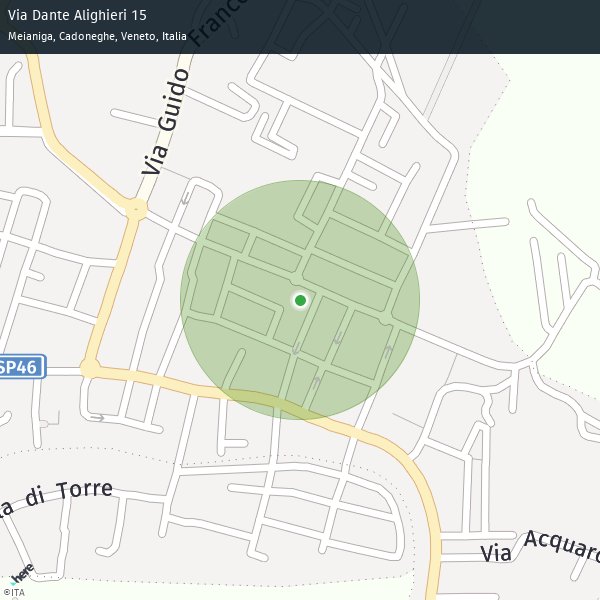 Via Dante Alighieri 15
Meianiga, Cadoneghe, Veneto, Italia
Via Guido Franco
SP46
a di Torre
Via Acquaro
here
©ITA